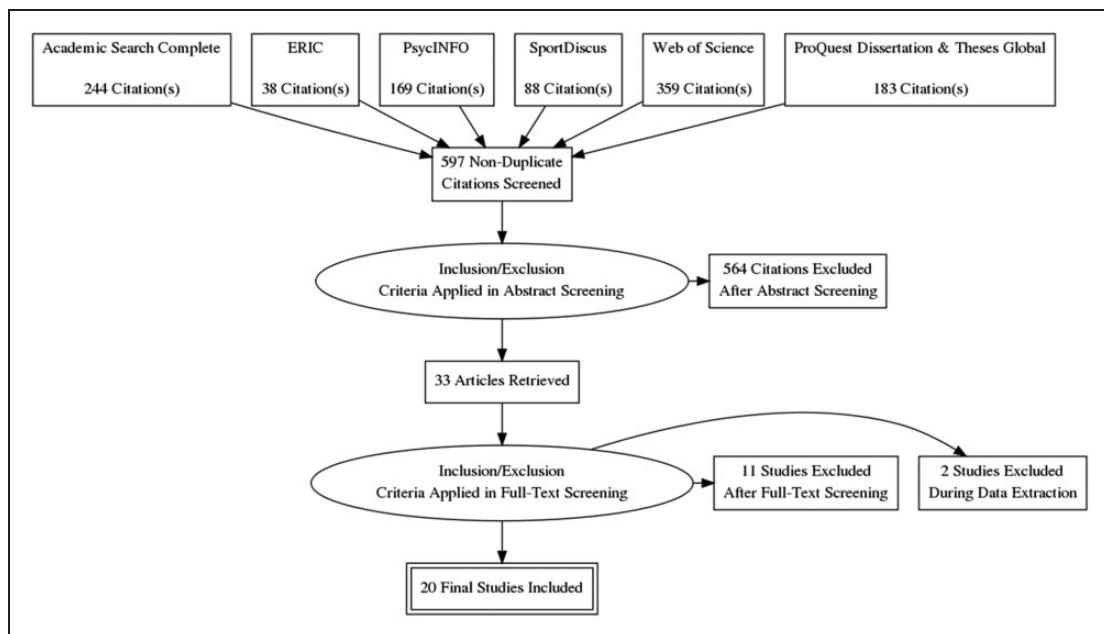 Academic Search Complete
244 Citation(s)
ERIC
38 Citation(s)
PsycINFO
169 Citation(s)
SportDiscus
88 Citation(s)
Web of Science
359 Citation(s)
ProQuest Dissertation & Theses Global
183 Citation(s)
597 Non-Duplicate
Citations Screened
Inclusion/Exclusion
Criteria Applied in Abstract Screening
564 Citations Excluded
After Abstract Screening
33 Articles Retrieved
Inclusion/Exclusion
Criteria Applied in Full-Text Screening
11 Studies Excluded
After Full-Text Screening
2 Studies Excluded
During Data Extraction
20 Final Studies Included